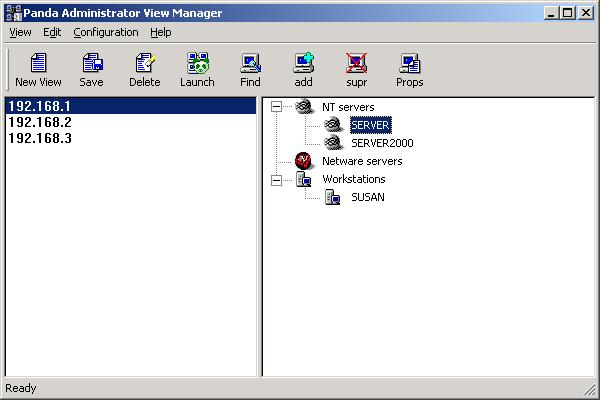 Panda Administrator View Manager
View Edit Configuration Help
New View Save Delete Launch Find add supr Props
192.168.1
192.168.2
192.168.3
NT servers
SERVER
SERVER2000
Netware servers
Workstations
SUSAN
Ready